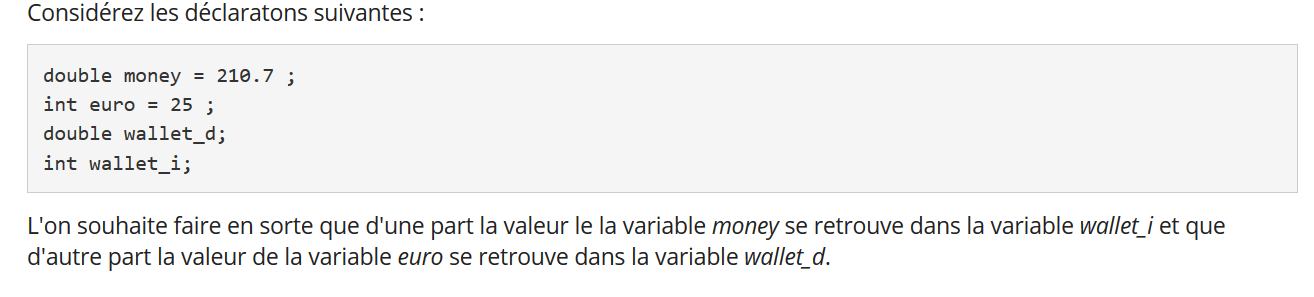 Considérez les déclaratons suivantes :
double money = 210.7 ;
int euro = 25 ;
double wallet_d;
int wallet_i;
L'on souhaite faire en sorte que d'une part la valeur le la variable money se retrouve dans la variable wallet_i et que
d'autre part la valeur de la variable euro se retrouve dans la variable wallet_d.